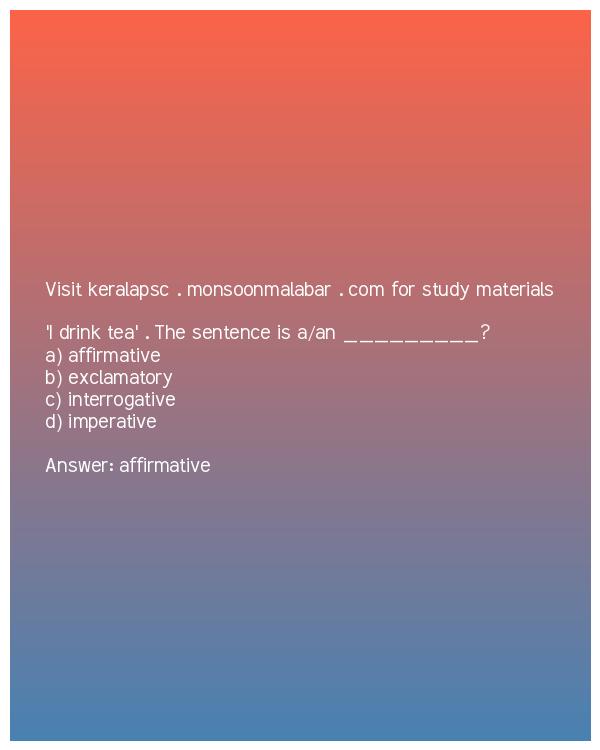 Visit keralapsc . monsoonmalabar . com for study materials
'I drink tea' . The sentence is a/an _________?
a) affirmative
b) exclamatory
c) interrogative
d) imperative
Answer: affirmative